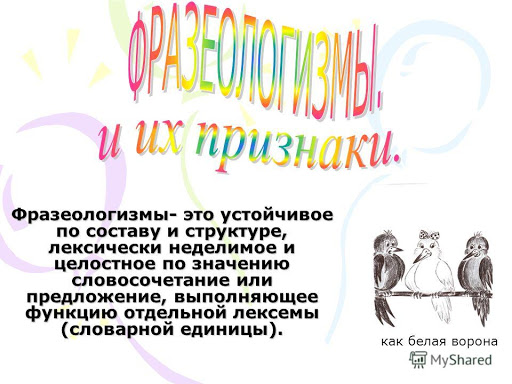 ФРАЗЕОЛОГИЗМЫ.
и их признаки.
Фразеологизмы- это устойчивое
по составу и структуре,
лексически неделимое и
целостное по значению
словосочетание или
предложение, выполняющее
функцию отдельной лексемы
(словарной единицы).
как белая ворона
MyShared